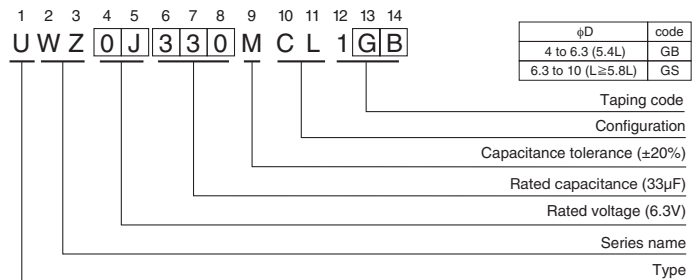 1 2 3 4 5 6 7 8 9 10 11 12 13 14
U W Z 0 J 3 3 0 M C L 1 G B
ϕD code
4 to 6.3 (5.4L) GB
6.3 to 10 (L≧5.8L) GS
Taping code
Configuration
Capacitance tolerance (±20%)
Rated capacitance (33µF)
Rated voltage (6.3V)
Series name
Type